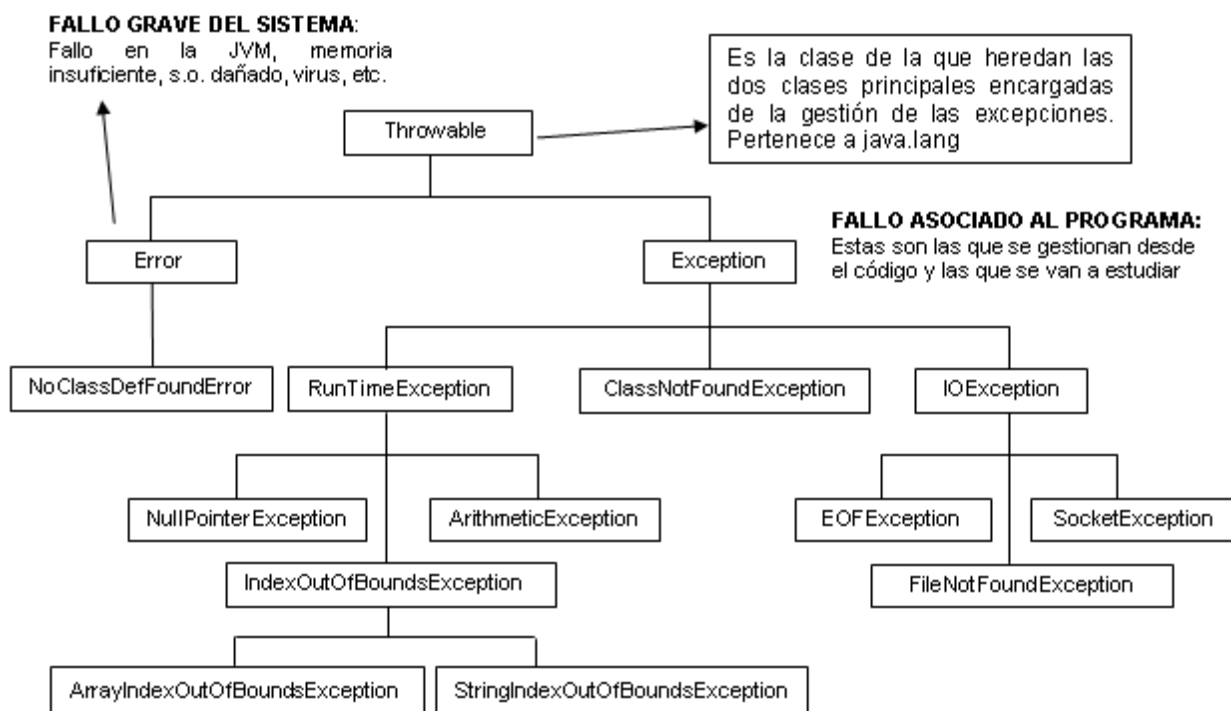 FALLO GRAVE DEL SISTEMA:
Fallo en la JVM, memoria
insuficiente, s.o. dañado, virus, etc.
Es la clase de la que heredan las
dos clases principales encargadas
de la gestión de las excepciones.
Pertenece a java.lang
Throwable
FALLO ASOCIADO AL PROGRAMA:
Estas son las que se gestionan desde
el código y las que se van a estudiar
Error
Exception
NoClassDefFoundError
RunTimeException
ClassNotFoundException
IOException
NullPointerException
ArithmeticException
EOFException
SocketException
IndexOutOfBoundsException
FileNotFoundException
ArrayIndexOutOfBoundsException
StringIndexOutOfBoundsException